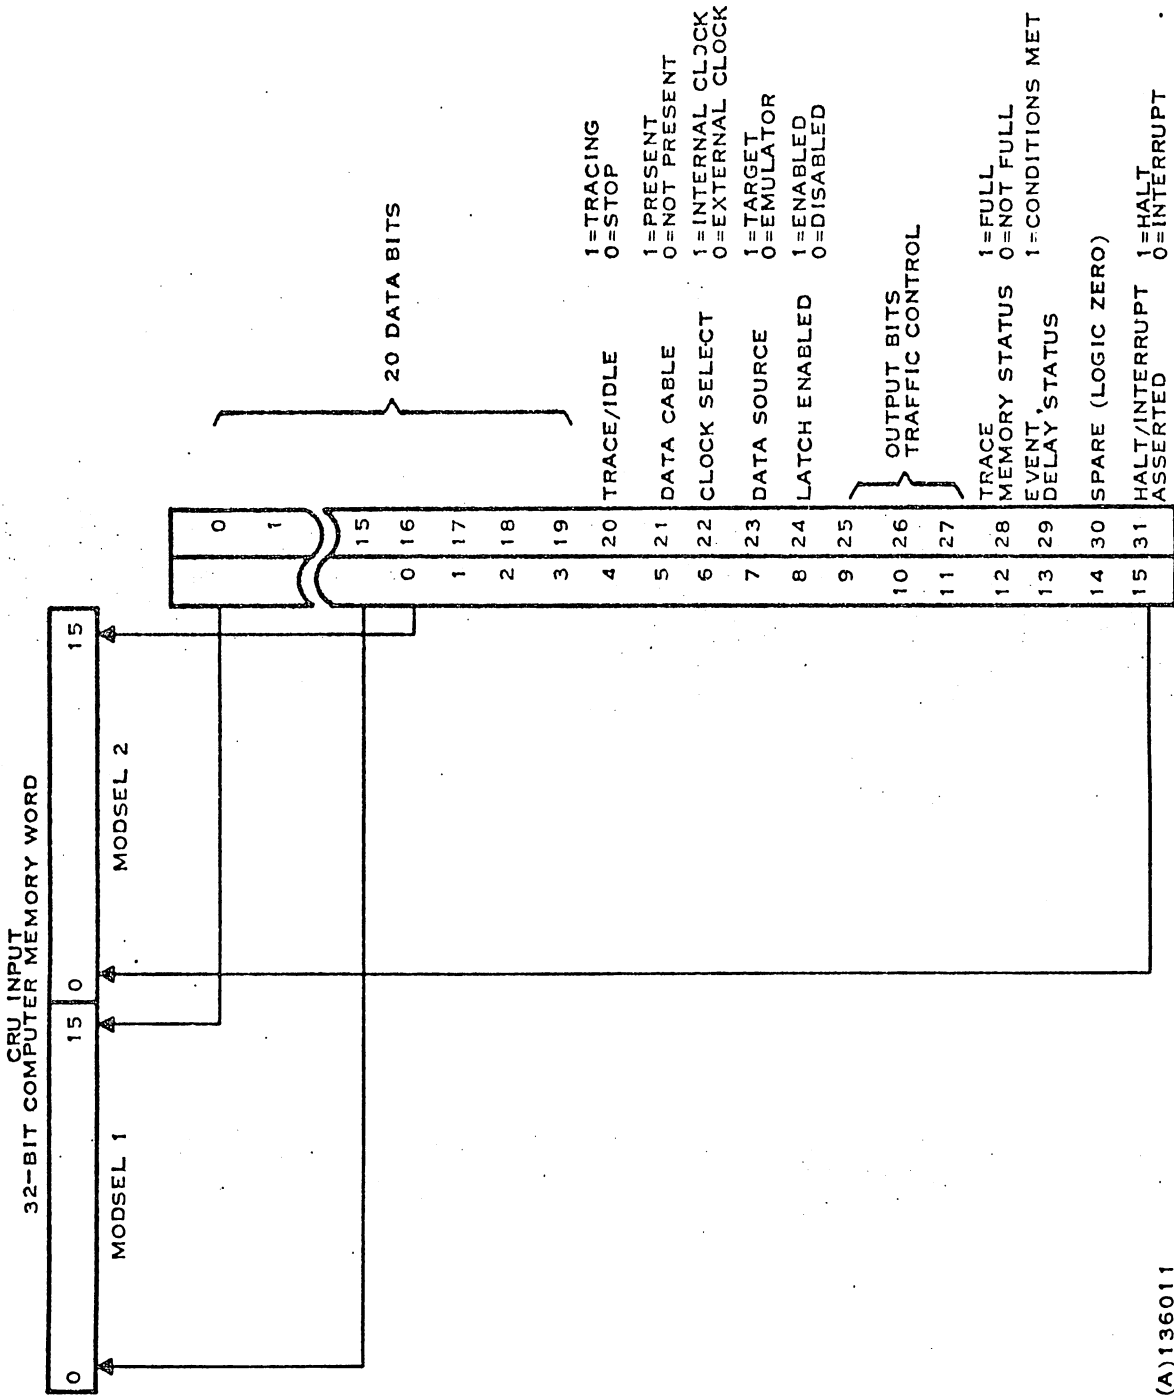 CRU INPUT
32-BIT COMPUTER MEMORY WORD
0 15 0 15
MODSEL 1 MODSEL 2
0
1
15
0 16
1 17
2 18
3 19
20 DATA BITS
4 20 TRACE/IDLE 1=TRACING
0=STOP
5 21 DATA CABLE 1=PRESENT
0=NOT PRESENT
6 22 CLOCK SELECT 1=INTERNAL CLOCK
0=EXTERNAL CLOCK
7 23 DATA SOURCE 1=TARGET
0=EMULATOR
8 24 LATCH ENABLED 1=ENABLED
0=DISABLED
9 25
10 26 OUTPUT BITS
TRAFFIC CONTROL
11 27
12 28 TRACE
MEMORY STATUS 1=FULL
0=NOT FULL
13 29 EVENT,
DELAY STATUS 1=CONDITIONS MET
14 30 SPARE (LOGIC ZERO)
15 31 HALT/INTERRUPT
ASSERTED 1=HALT
0=INTERRUPT
(A)136011